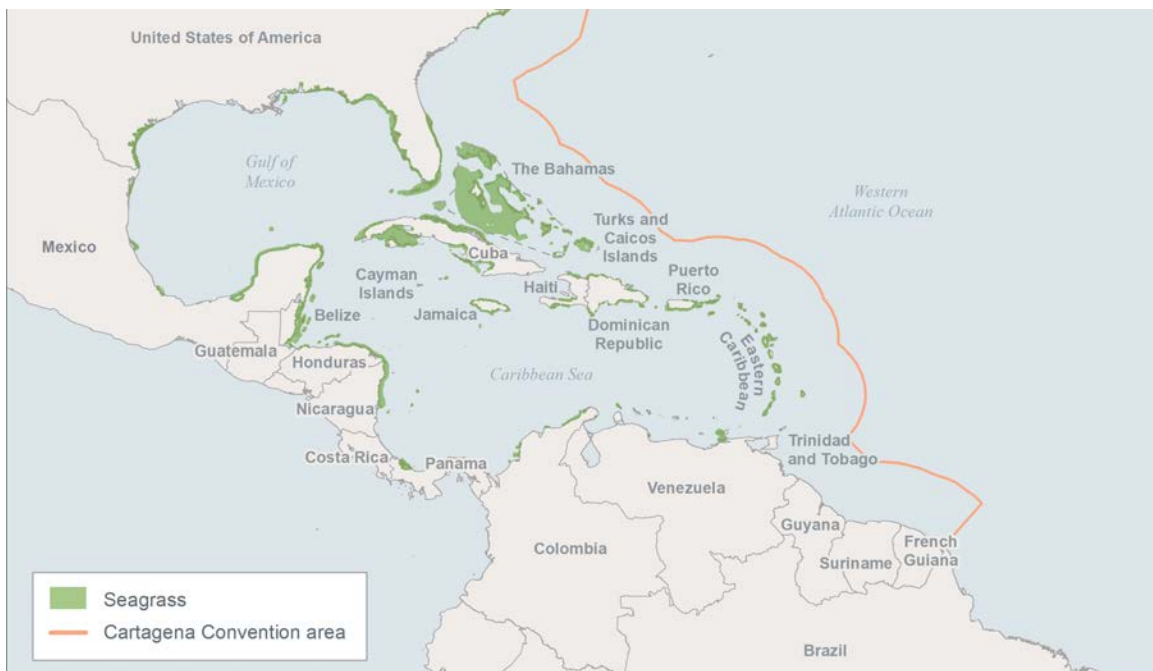 United States of America
Gulf of
Mexico
The Bahamas
Western
Atlantic Ocean
Mexico
Turks and
Caicos
Islands
Cuba
Cayman
Islands
Haiti
Puerto
Rico
Belize
Jamaica
Dominican
Republic
Guatemala
Honduras
Caribbean Sea
Eastern
Caribbean
Nicaragua
Costa Rica
Panama
Trinidad
and Tobago
Venezuela
Guyana
Colombia
Suriname
French
Guiana
Brazil
Seagrass
Cartagena Convention area